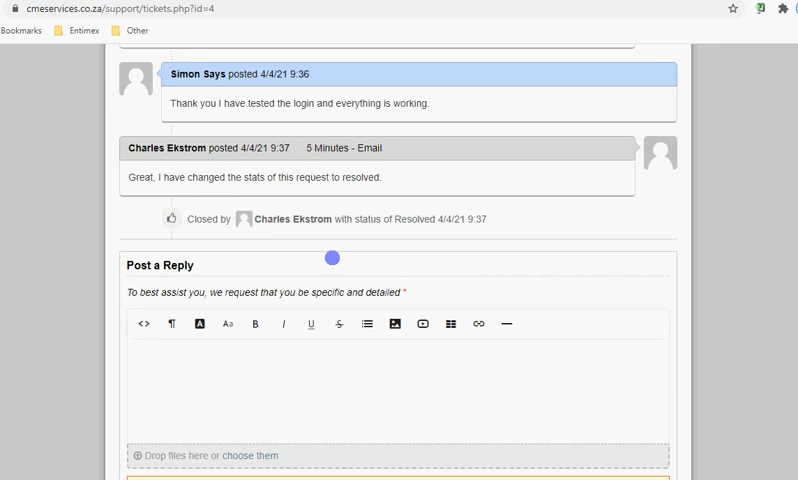 cmeservices.co.za/support/tickets.php?id=4
Bookmarks Entimex Other
Simon Says posted 4/4/21 9:36
Thank you I have tested the login and everything is working.
Charles Ekstrom posted 4/4/21 9:37 5 Minutes - Email
Great, I have changed the stats of this request to resolved.
Closed by Charles Ekstrom with status of Resolved 4/4/21 9:37
Post a Reply
To best assist you, we request that you be specific and detailed *
<> ¶ A Aa B I U S
Drop files here or choose them